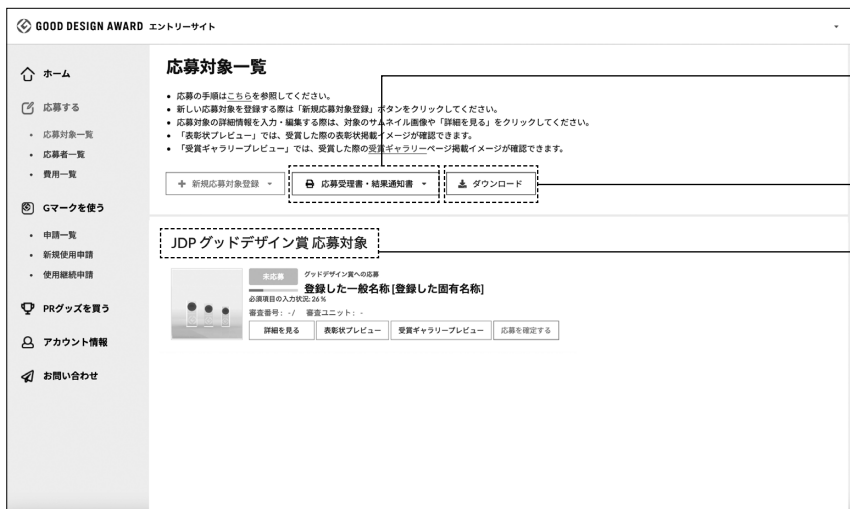 GOOD DESIGN AWARD エントリーサイト
ホーム
応募する
• 応募対象一覧
• 応募者一覧
• 費用一覧
Gマークを使う
• 申請一覧
• 新規使用申請
• 使用継続申請
PRグッズを買う
アカウント情報
お問い合わせ
応募対象一覧
• 応募の手順はこちらを参照してください。
• 新しい応募対象を登録する際は「新規応募対象登録」ボタンをクリックしてください。
• 応募対象の詳細情報を入力・編集する際は、対象のサムネイル画像や「詳細を見る」をクリックしてください。
• 「表彰状プレビュー」では、受賞した際の表彰状掲載イメージが確認できます。
• 「受賞ギャラリープレビュー」では、受賞した際の受賞ギャラリーページ掲載イメージが確認できます。
+ 新規応募対象登録 応募受理書・結果通知書 ダウンロード
JDP グッドデザイン賞 応募対象
未応募 グッドデザイン賞への応募
登録した一般名称 [登録した固有名称]
必須項目の入力状況: 26%
審査番号: -/ 審査ユニット: -
詳細を見る 表彰状プレビュー 受賞ギャラリープレビュー 応募を確定する